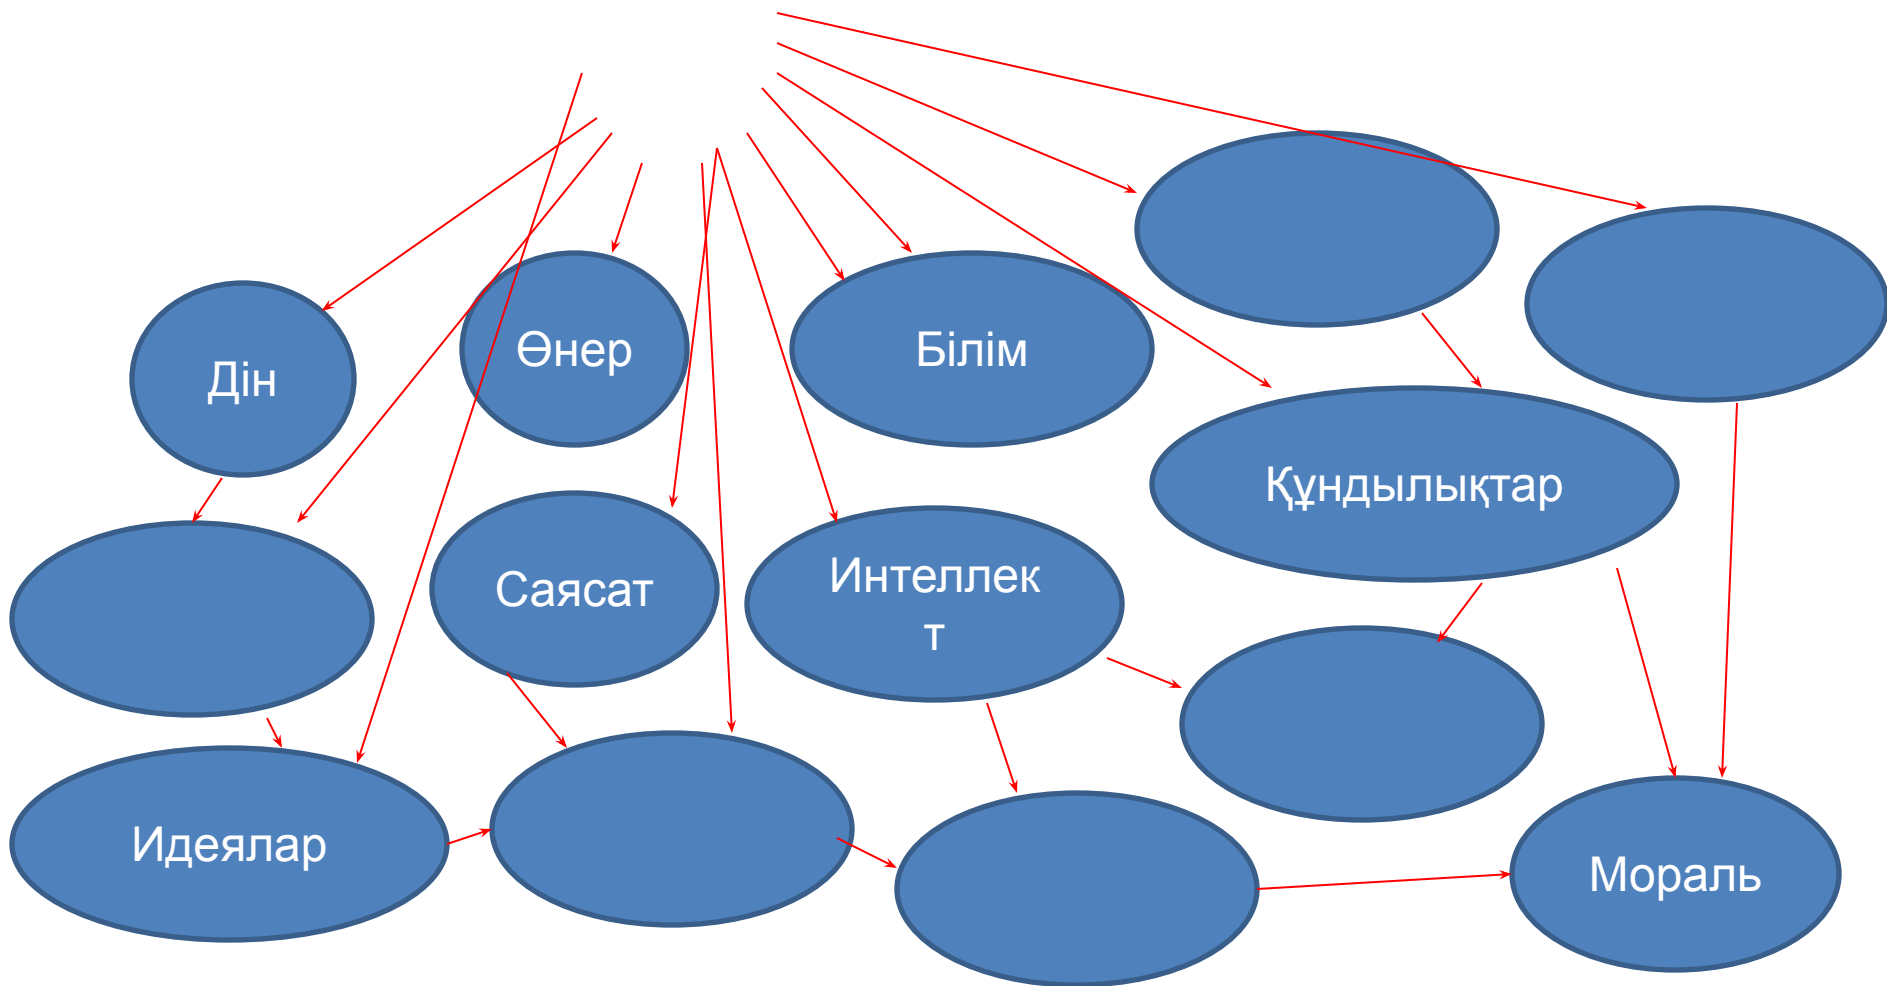 Дін
Өнер
Білім
Құндылықтар
Саясат
Интеллек
т
Идеялар
Мораль